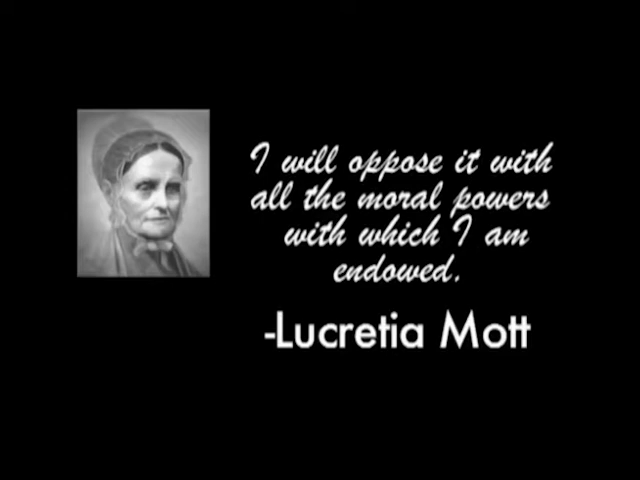 I will oppose it with
all the moral powers
with which I am
endowed.
-Lucretia Mott